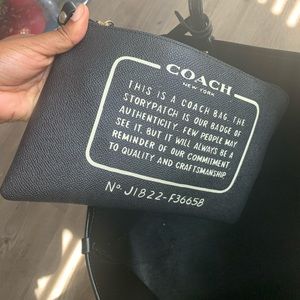 COACH
NEW YORK
THIS IS A COACH BAG. THE
STORYPATCH IS OUR BADGE OF
AUTHENTICITY. FEW PEOPLE MAY
SEE IT. BUT IT WILL ALWAYS BE A
REMINDER OF OUR COMMITMENT
TO QUALITY AND CRAFTSMANSHIP
Nº J1822-F36658